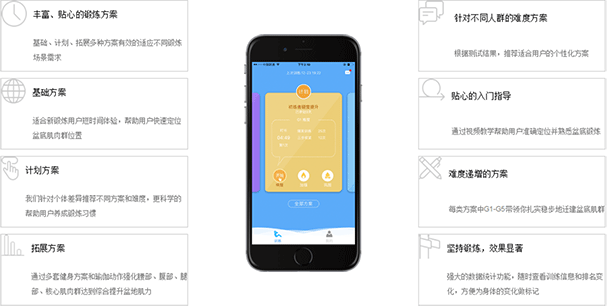 丰富、贴心的锻炼方案
基础、计划、拓展多种方案有效的适应不同锻炼
场景需求
基础方案
适合新锻炼用户短时间体验，帮助用户快速定位
盆底肌肉群位置
计划方案
我们针对个体差异推荐不同方案和难度，更科学的
帮助用户养成锻炼习惯
拓展方案
通过多套健身方案和瑜伽动作强化腰部、腹部、腿
部、核心肌肉群达到综合提升盆地肌力
计划
全部方案
针对不同人群的难度方案
根据测试结果，推荐适合用户的个性化方案
贴心的入门指导
通过视频教学帮助用户准确定位并熟悉盆底锻炼
难度递增的方案
每类方案中G1-G5带领你扎实稳步地迁建盆底肌群
坚持锻炼，效果显著
强大的数据统计功能，随时查看训练信息和排名变
化，方便为身体的变化做标记